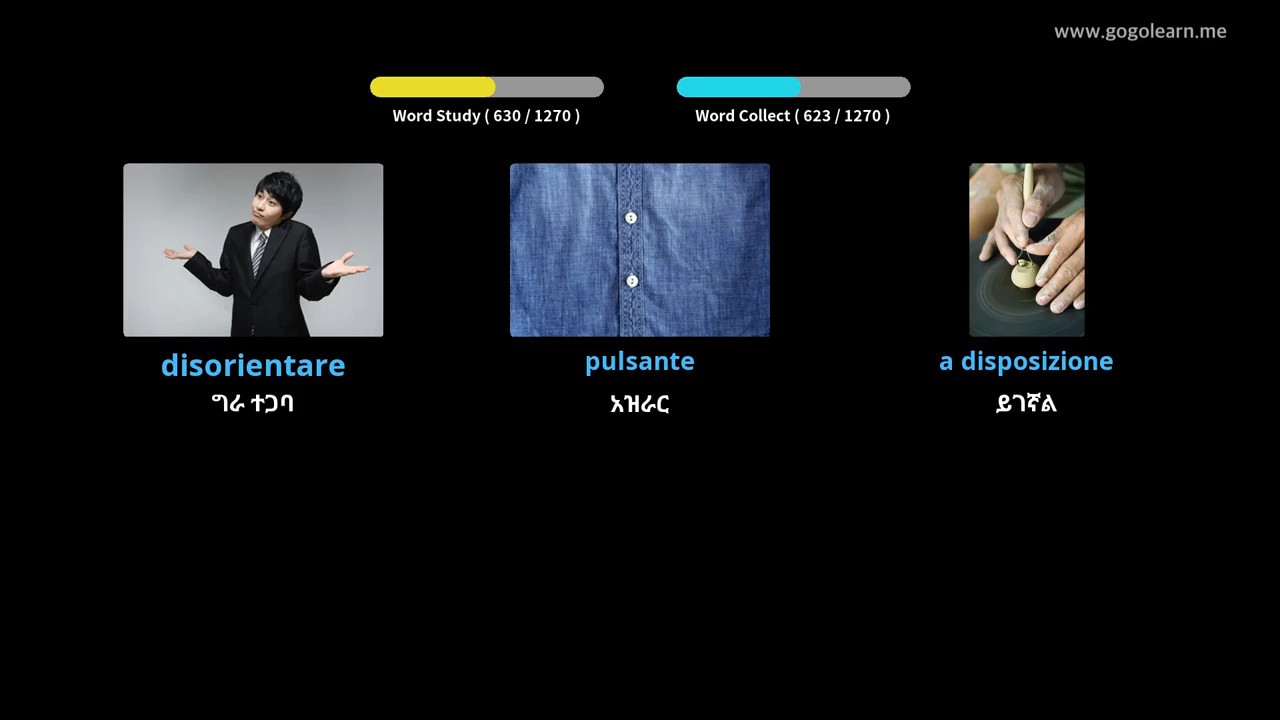 www.gogolearn.me
Word Study ( 630 / 1270 )
Word Collect ( 623 / 1270 )
disorientare
ግራ ተጋባ
pulsante
አዝራር
a disposizione
ይገኛል